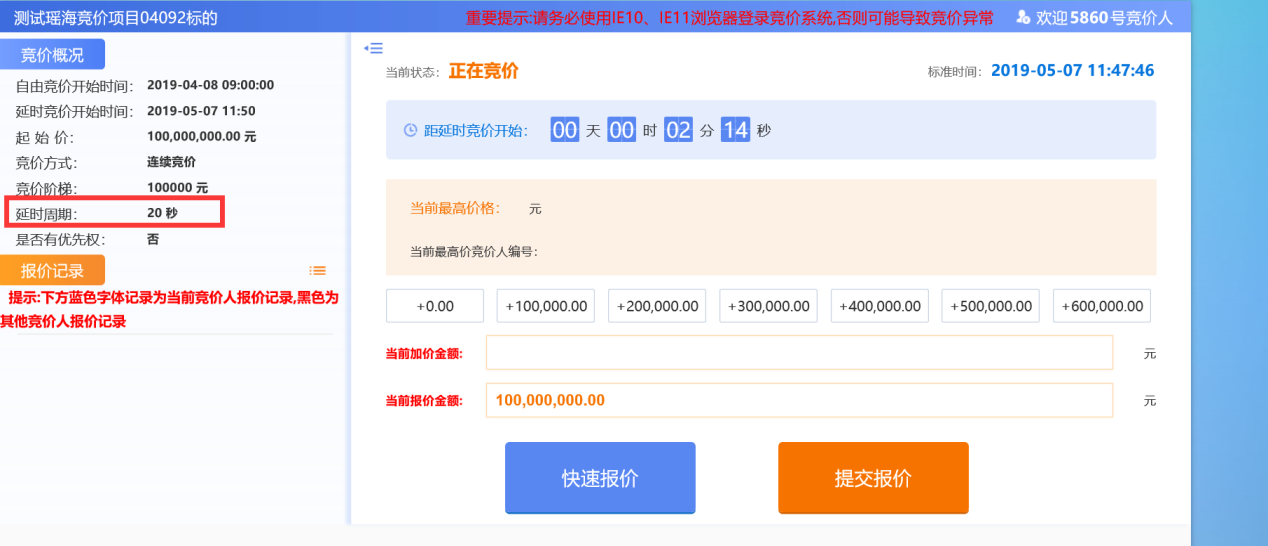 测试瑶海竞价项目04092标的
重要提示:请务必使用IE10、IE11浏览器登录竞价系统,否则可能导致竞价异常
欢迎5860号竞价人
竞价概况
自由竞价开始时间: 2019-04-08 09:00:00
延时竞价开始时间: 2019-05-07 11:50
起 始 价: 100,000,000.00 元
竞价方式: 连续竞价
竞价阶梯: 100000 元
延时周期: 20 秒
是否有优先权: 否
报价记录
提示:下方蓝色字体记录为当前竞价人报价记录,黑色为
其他竞价人报价记录
当前状态: 正在竞价
标准时间: 2019-05-07 11:47:46
距延时竞价开始: 00 天 00 时 02 分 14 秒
当前最高价格: 元
当前最高价竞价人编号:
+0.00 +100,000.00 +200,000.00 +300,000.00 +400,000.00 +500,000.00 +600,000.00
当前加价金额: 元
当前报价金额: 100,000,000.00 元
快速报价 提交报价